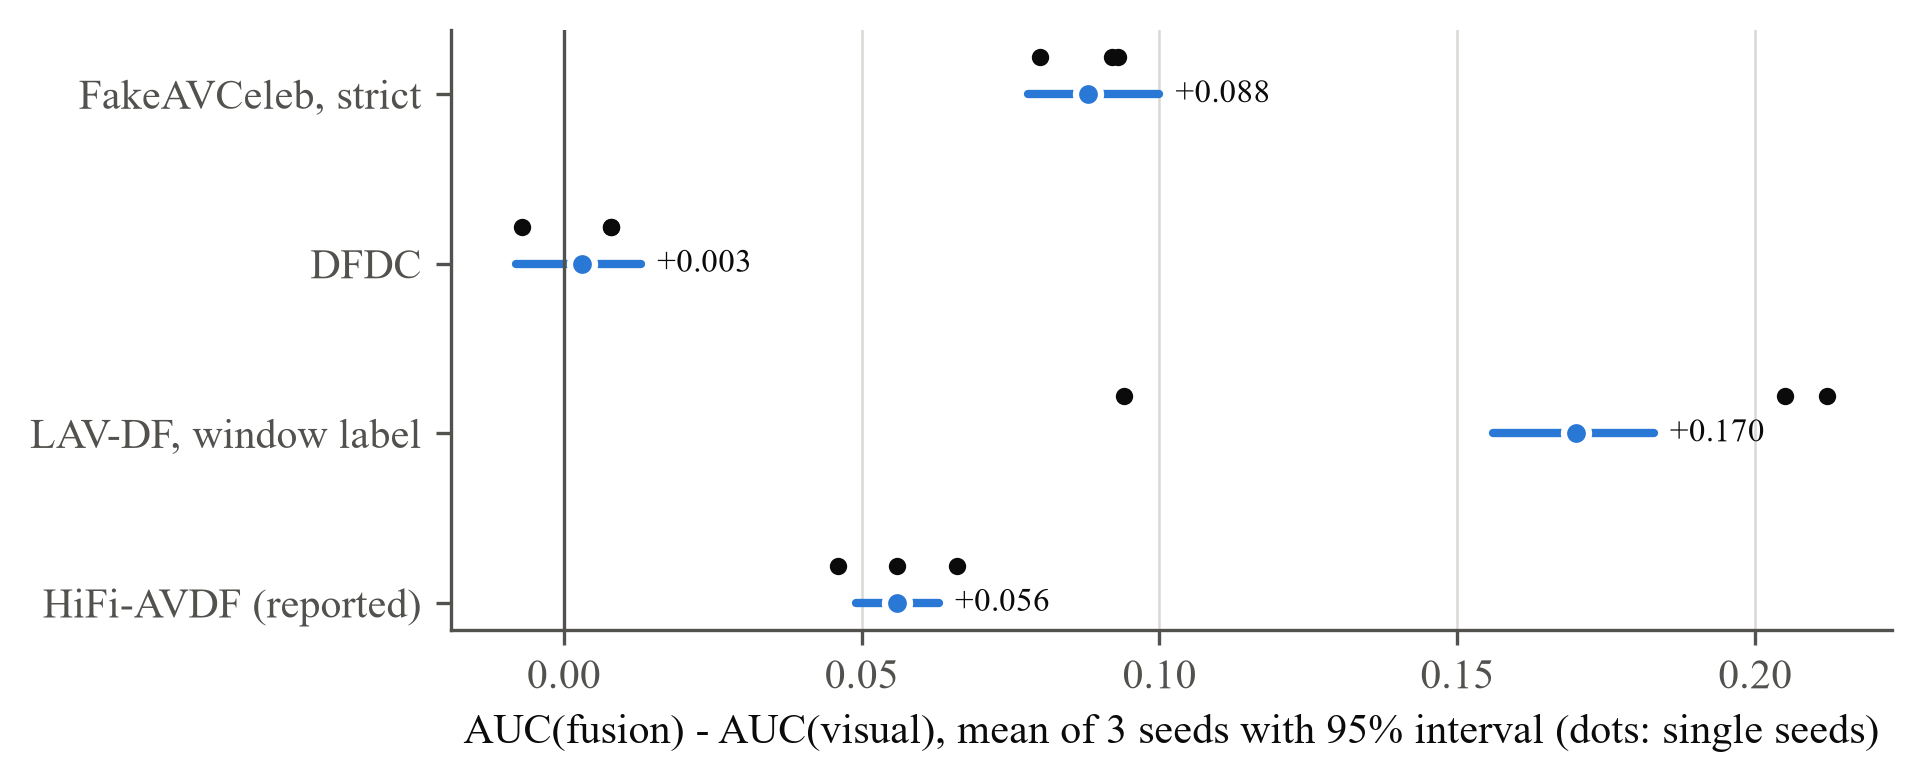 FakeAVCeleb, strict
+0.088
DFDC
+0.003
LAV-DF, window label
+0.170
HiFi-AVDF (reported)
+0.056
0.00 0.05 0.10 0.15 0.20
AUC(fusion) - AUC(visual), mean of 3 seeds with 95% interval (dots: single seeds)